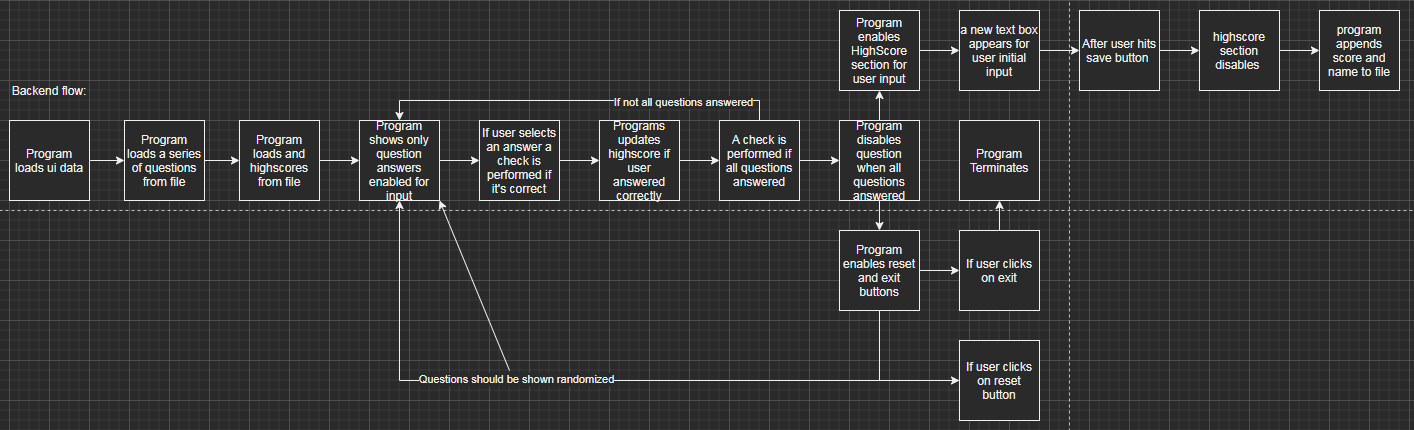 Program
enables
HighScore
section for
user input
a new text box
appears for
user initial
input
After user hits
save button
highscore
section
disables
program
appends
score and
name to file
Backend flow:
If not all questions answered
Program
loads ui data
Program
loads a series
of questions
from file
Program
loads and
highscores
from file
Program
shows only
question
answers
enabled for
input
If user selects
an answer a
check is
performed if
it's correct
Programs
updates
highscore if
user
answered
correctly
A check is
performed if
all questions
answered
Program
disables
question
when all
questions
answered
Program
Terminates
Program
enables reset
and exit
buttons
If user clicks
on exit
Questions should be shown randomized
If user clicks
on reset
button